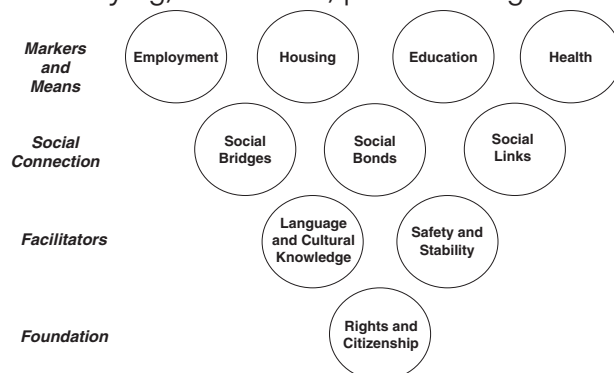 Markers
and
Means
Employment
Housing
Education
Health
Social
Connection
Social
Bridges
Social
Bonds
Social
Links
Facilitators
Language
and Cultural
Knowledge
Safety and
Stability
Foundation
Rights and
Citizenship